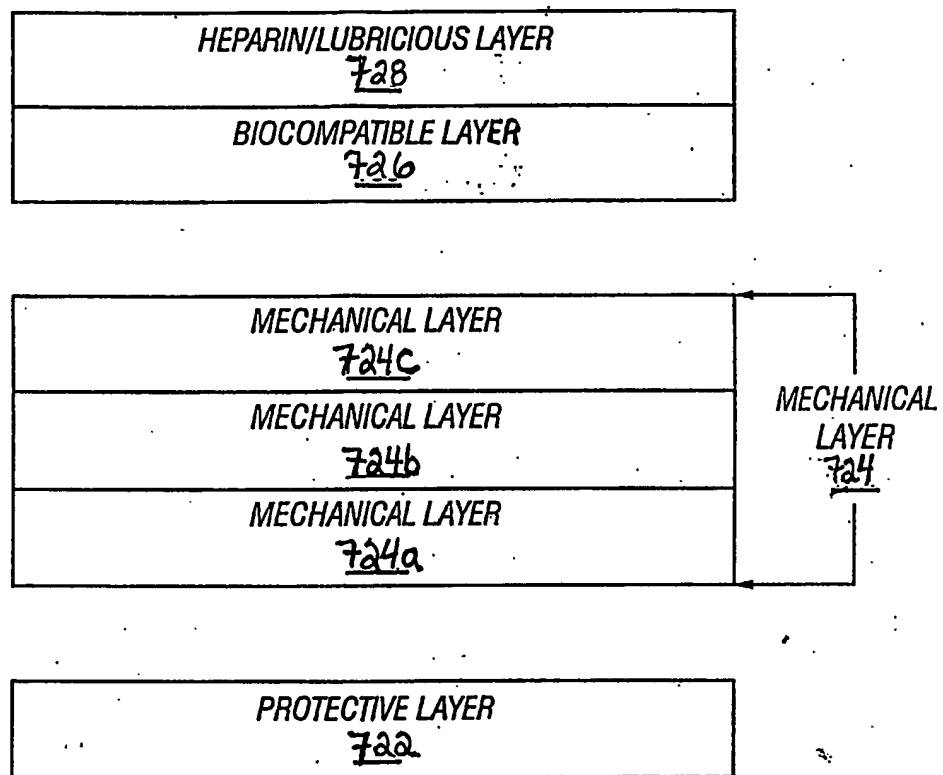 HEPARIN/LUBRICIOUS LAYER
728
BIOCOMPATIBLE LAYER
726
MECHANICAL LAYER
724c
MECHANICAL LAYER
724b
MECHANICAL LAYER
724a
MECHANICAL
LAYER
724
PROTECTIVE LAYER
722